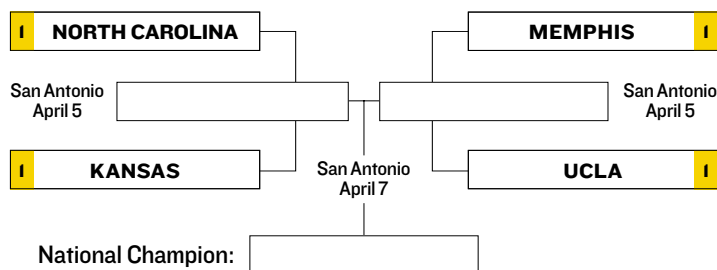 1 NORTH CAROLINA
MEMPHIS 1
San Antonio
April 5
San Antonio
April 5
1 KANSAS
San Antonio
April 7
UCLA 1
National Champion: